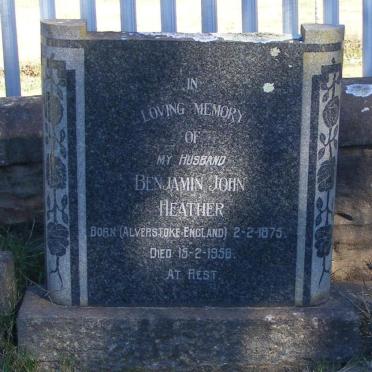 IN
LOVING MEMORY
OF
MY HUSBAND
BENJAMIN JOHN
HEATHER
BORN (ALVERSTOKE-ENGLAND) 2-2-1875.
DIED 15-2-1956.
AT REST.